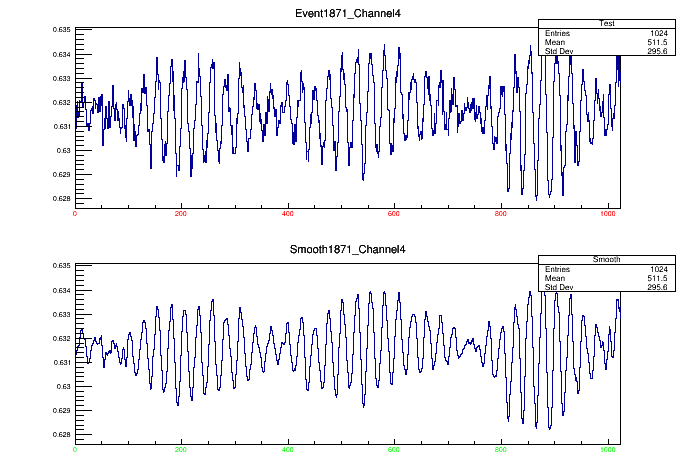 Event1871_Channel4
Test
Entries 1024
Mean 511.5
Std Dev 295.6
0.635
0.634
0.633
0.632
0.631
0.63
0.629
0.628
0 200 400 600 800 1000
Smooth1871_Channel4
Smooth
Entries 1024
Mean 511.5
Std Dev 295.6
0.635
0.634
0.633
0.632
0.631
0.63
0.629
0.628
0 200 400 600 800 1000